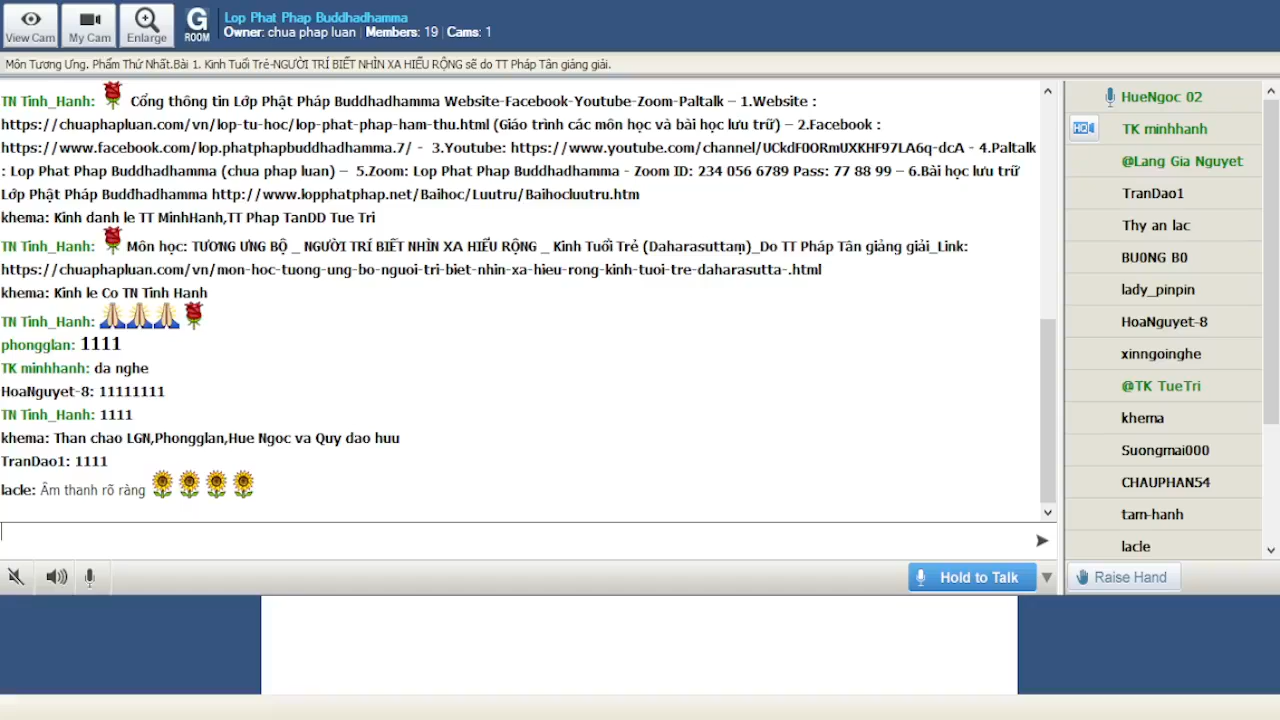 Lop Phat Phap Buddhadhamma
Owner: chua phap luan | Members: 19 | Cams: 1
View Cam
My Cam
Enlarge
G
ROOM
Môn Tương Ưng. Phẩm Thứ Nhất.Bài 1. Kinh Tuổi Trẻ-NGƯỜI TRÍ BIẾT NHÌN XA HIỂU RỘNG sẽ do TT Pháp Tân giảng giải.
TN Tinh_Hanh: Cổng thông tin Lớp Phật Pháp Buddhadhamma Website-Facebook-Youtube-Zoom-Paltalk – 1.Website :
https://chuaphapluan.com/vn/lop-tu-hoc/lop-phat-phap-ham-thu.html (Giáo trình các môn học và bài học lưu trữ) – 2.Facebook :
https://www.facebook.com/lop.phatphapbuddhadhamma.7/ - 3.Youtube: https://www.youtube.com/channel/UCkdF0ORmUXKHF97LA6q-dcA - 4.Paltalk
: Lop Phat Phap Buddhadhamma (chua phap luan) – 5.Zoom: Lop Phat Phap Buddhadhamma - Zoom ID: 234 056 6789 Pass: 77 88 99 – 6.Bài học lưu trữ
Lớp Phật Pháp Buddhadhamma http://www.lopphatphap.net/Baihoc/Luutru/Baihocluutru.htm
khema: Kinh danh le TT MinhHanh,TT Phap TanDD Tue Tri
TN Tinh_Hanh: Môn học: TƯƠNG ƯNG BỘ _ NGƯỜI TRÍ BIẾT NHÌN XA HIỂU RỘNG _ Kinh Tuổi Trẻ (Daharasuttaṃ)_Do TT Pháp Tân giảng giải_Link:
https://chuaphapluan.com/vn/mon-hoc-tuong-ung-bo-nguoi-tri-biet-nhin-xa-hieu-rong-kinh-tuoi-tre-daharasutta-.html
khema: Kinh le Co TN Tinh Hanh
TN Tinh_Hanh:
phongglan: 1111
TK minhhanh: da nghe
HoaNguyet-8: 11111111
TN Tinh_Hanh: 1111
khema: Than chao LGN,Phongglan,Hue Ngoc va Quy dao huu
TranDao1: 1111
lacle: Âm thanh rõ ràng
Hold to Talk
HueNgoc 02
HQ
TK minhhanh
@Lang Gia Nguyet
TranDao1
Thy an lac
BU0NG B0
lady_pinpin
HoaNguyet-8
xinngoinghe
@TK TueTri
khema
Suongmai000
CHAUPHAN54
tam-hanh
lacle
Raise Hand